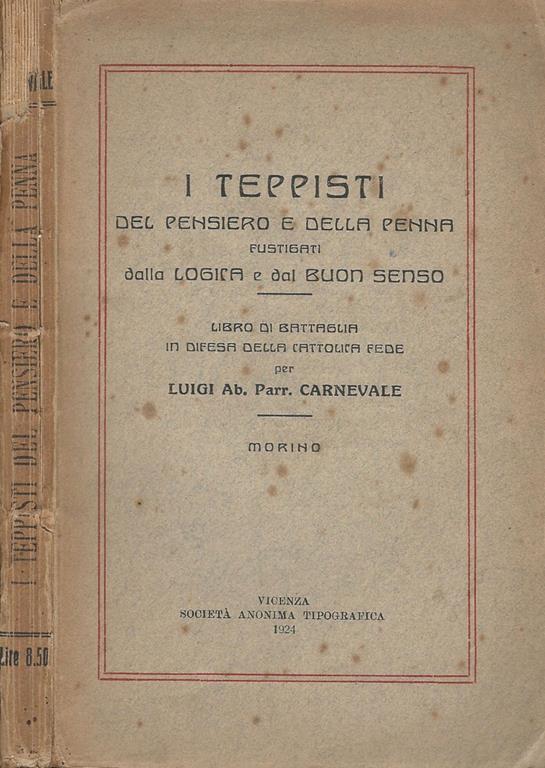 I TEPPISTI
DEL PENSIERO E DELLA PENNA
FUSTIGATI
dalla LOGICA e dal BUON SENSO
LIBRO DI BATTAGLIA
IN DIFESA DELLA CATTOLICA FEDE
per
LUIGI Ab. Parr. CARNEVALE
MORINO
VICENZA
SOCIETÀ ANONIMA TIPOGRAFICA
1924
I TEPPISTI DEL PENSIERO E DELLA PENNA
Lire 8.50